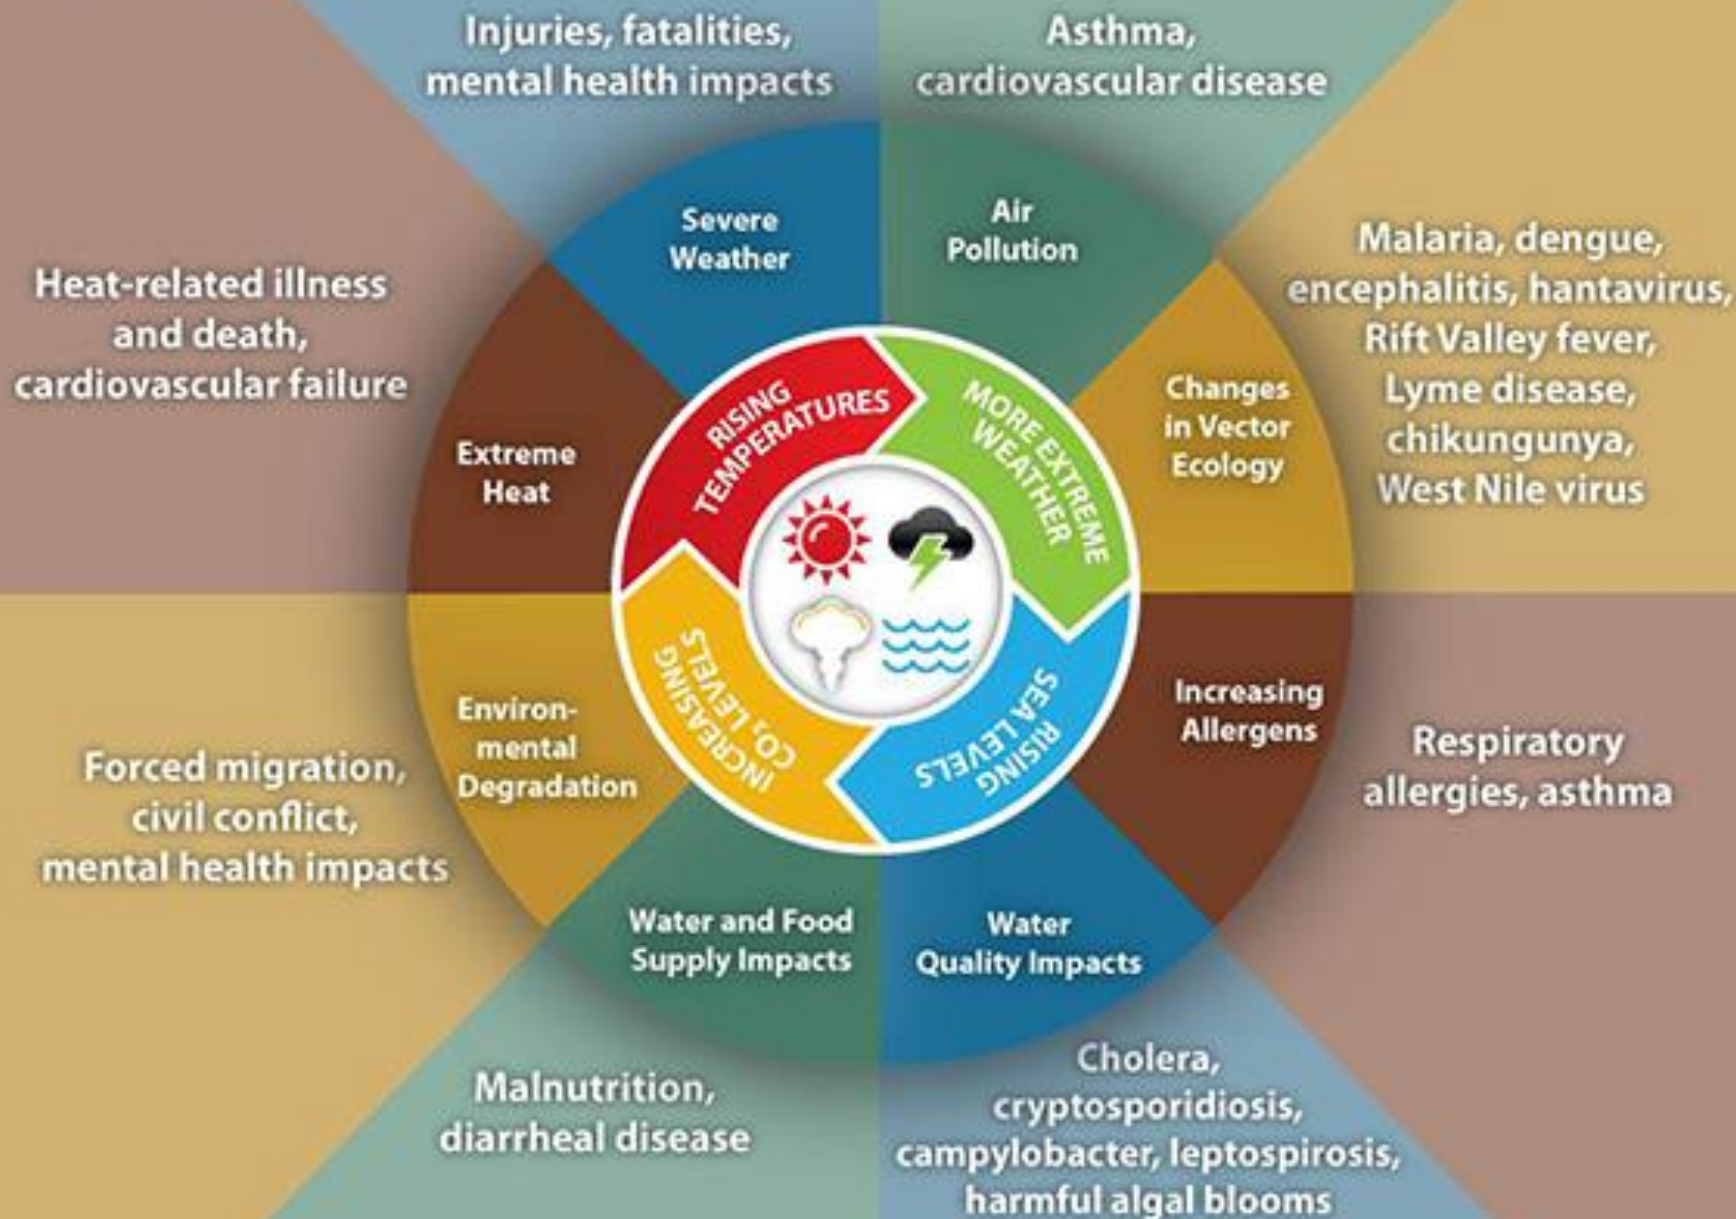 Injuries, fatalities,
mental health impacts
Asthma,
cardiovascular disease
Severe
Weather
Air
Pollution
Heat-related illness
and death,
cardiovascular failure
Malaria, dengue,
encephalitis, hantavirus,
Rift Valley fever,
Lyme disease,
chikungunya,
West Nile virus
Extreme
Heat
Changes
in Vector
Ecology
RISING
TEMPERATURES
MORE EXTREME
WEATHER
INCREASING
CO₂ LEVELS
RISING
SEA LEVELS
Environ-
mental
Degradation
Increasing
Allergens
Forced migration,
civil conflict,
mental health impacts
Respiratory
allergies, asthma
Water and Food
Supply Impacts
Water
Quality Impacts
Malnutrition,
diarrheal disease
Cholera,
cryptosporidiosis,
campylobacter, leptospirosis,
harmful algal blooms